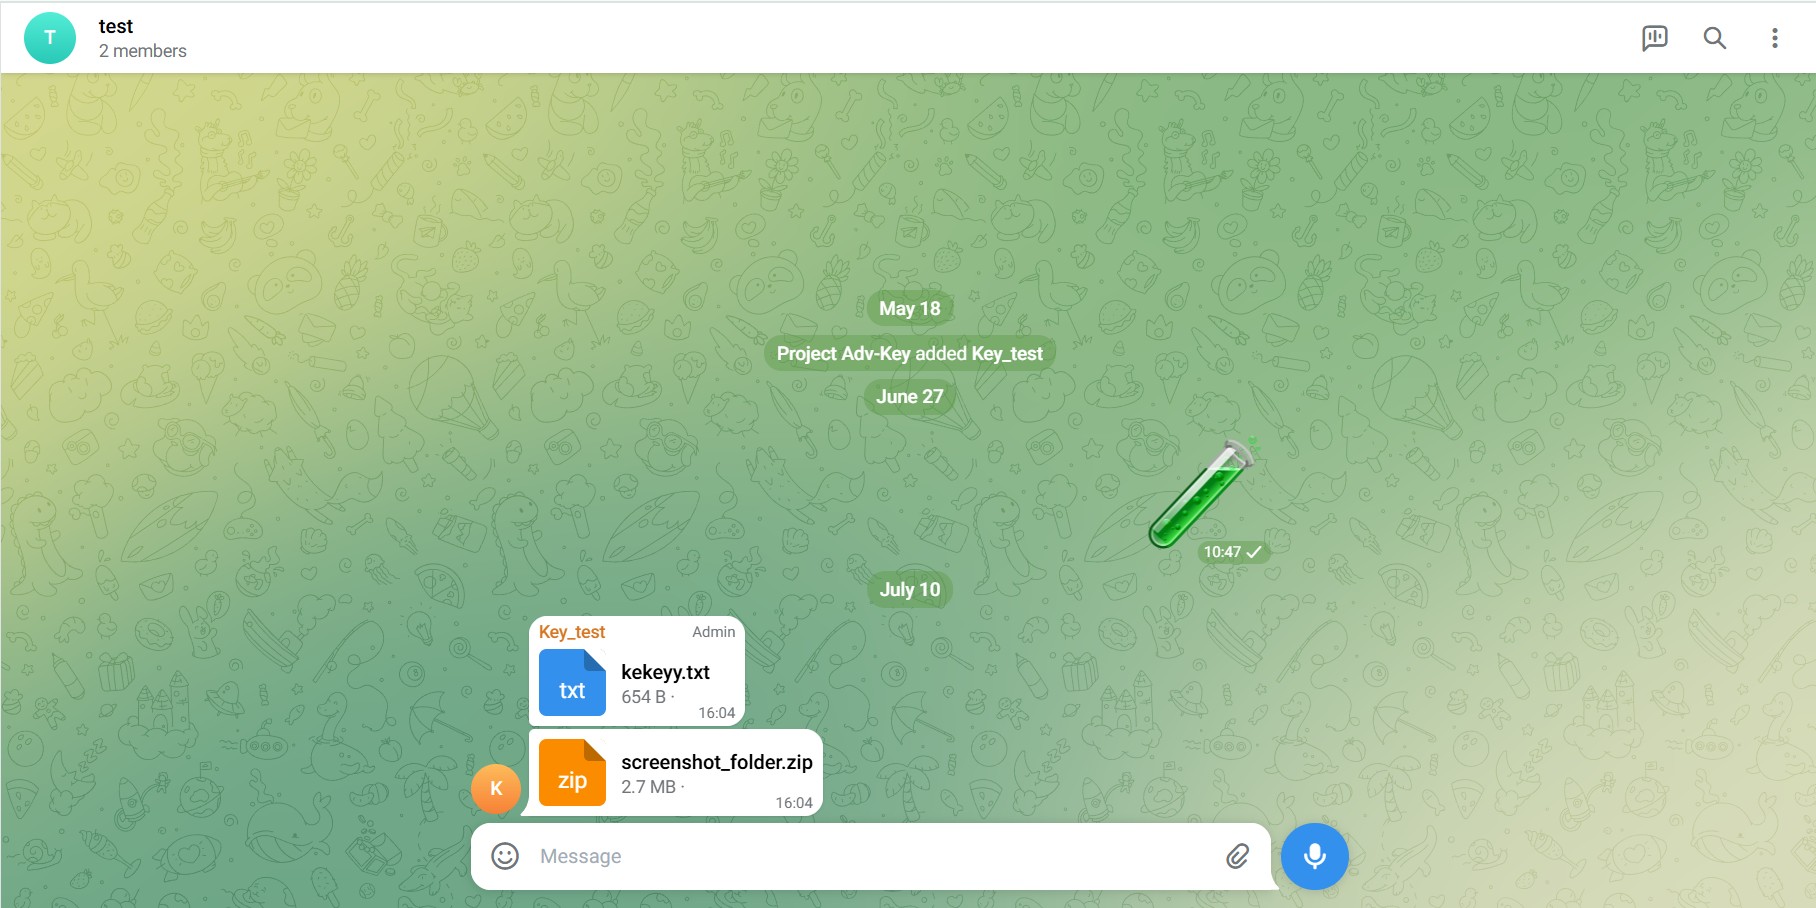 T
test
2 members
May 18
Project Adv-Key added Key_test
June 27
10:47
July 10
Key_test Admin
txt
kekeyy.txt
654 B ·
16:04
zip
screenshot_folder.zip
2.7 MB ·
16:04
K
Message